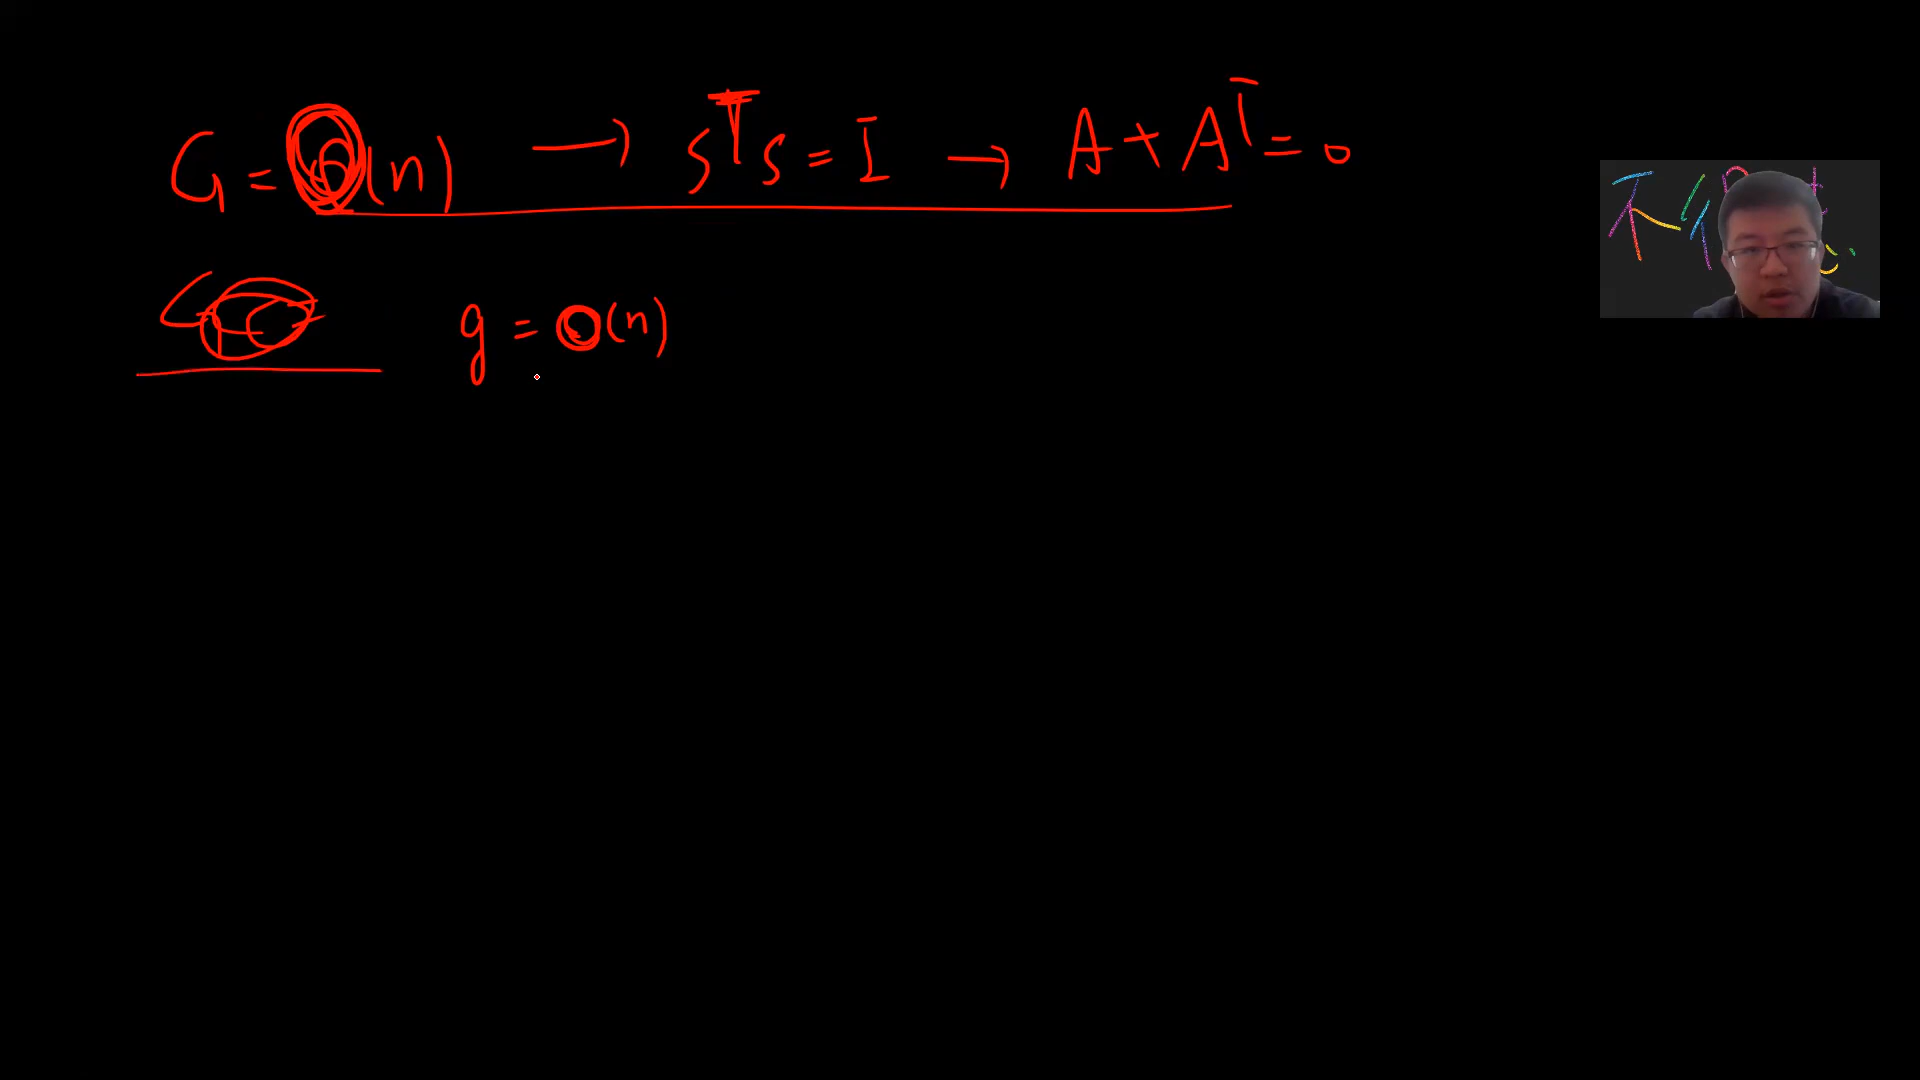 G = O(n) → SᵀS = I → A + Aᵀ = 0
g = O(n)